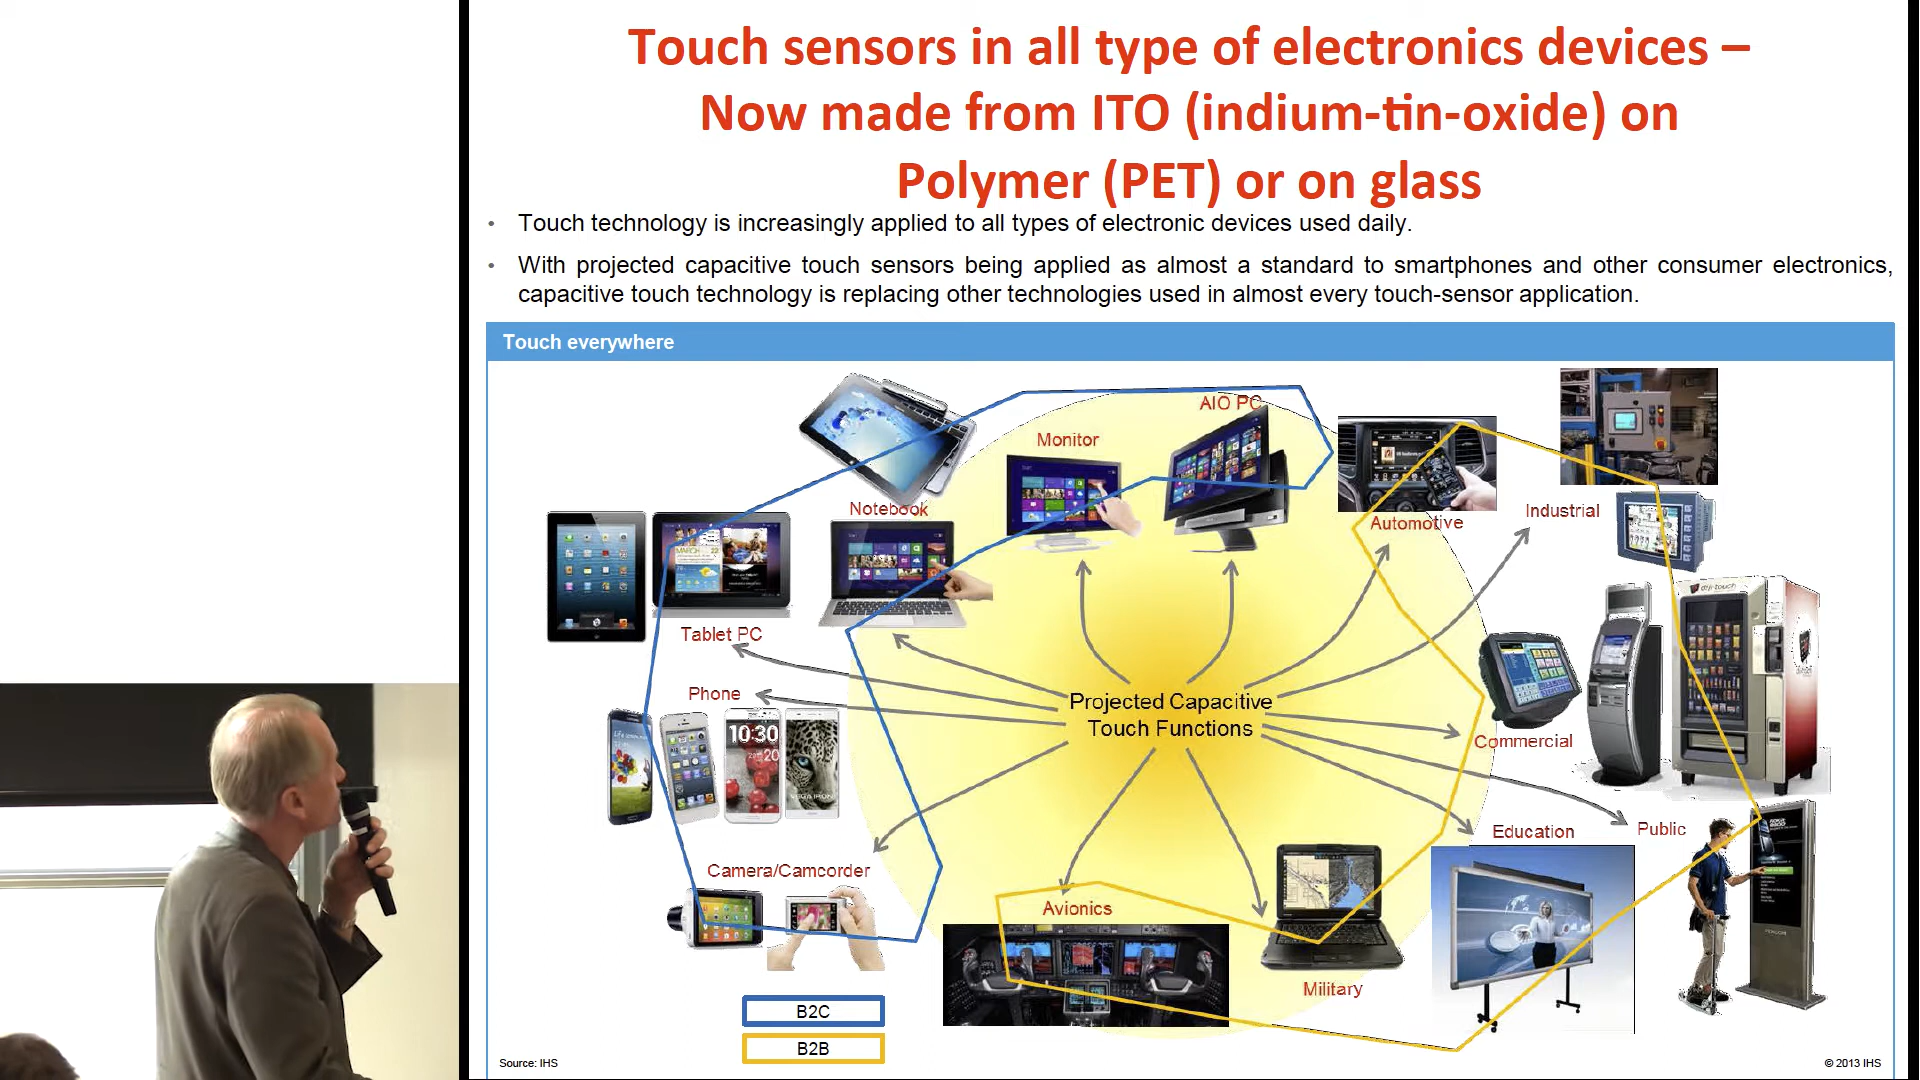 Touch sensors in all type of electronics devices –
Now made from ITO (indium-tin-oxide) on
Polymer (PET) or on glass
• Touch technology is increasingly applied to all types of electronic devices used daily.
• With projected capacitive touch sensors being applied as almost a standard to smartphones and other consumer electronics,
capacitive touch technology is replacing other technologies used in almost every touch-sensor application.
Touch everywhere
AIO PC
Monitor
Notebook
Automotive
Industrial
Tablet PC
Phone
10:30
Projected Capacitive
Touch Functions
Commercial
Education
Public
Camera/Camcorder
Avionics
Military
B2C
B2B
Source: IHS
© 2013 IHS